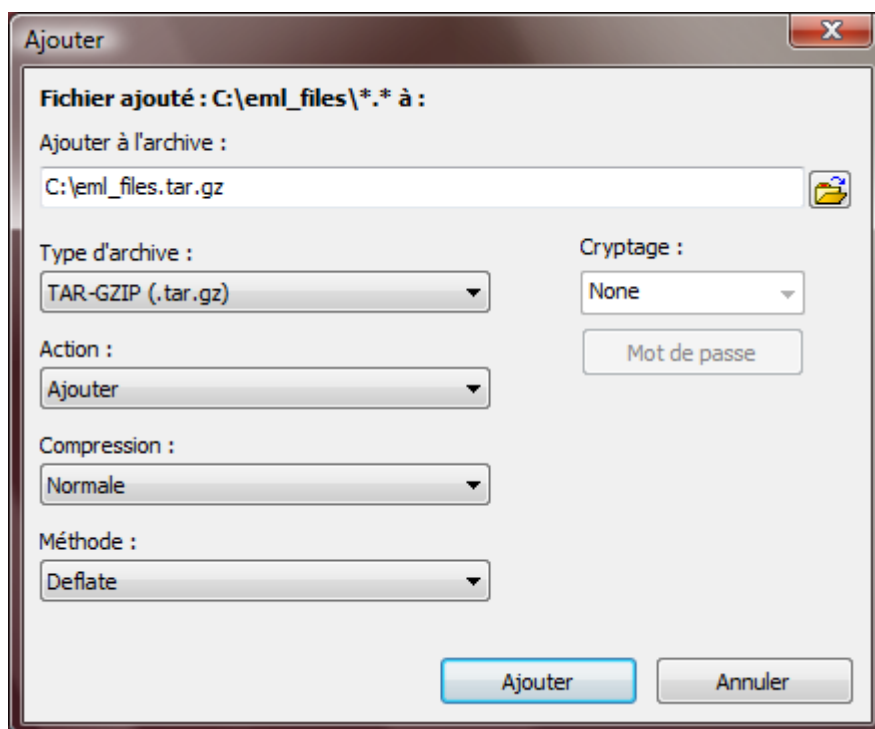 Ajouter
Fichier ajouté : C:\eml_files\*.* à :
Ajouter à l'archive :
C:\eml_files.tar.gz
Type d'archive :
TAR-GZIP (.tar.gz)
Cryptage :
None
Mot de passe
Action :
Ajouter
Compression :
Normale
Méthode :
Deflate
Ajouter
Annuler